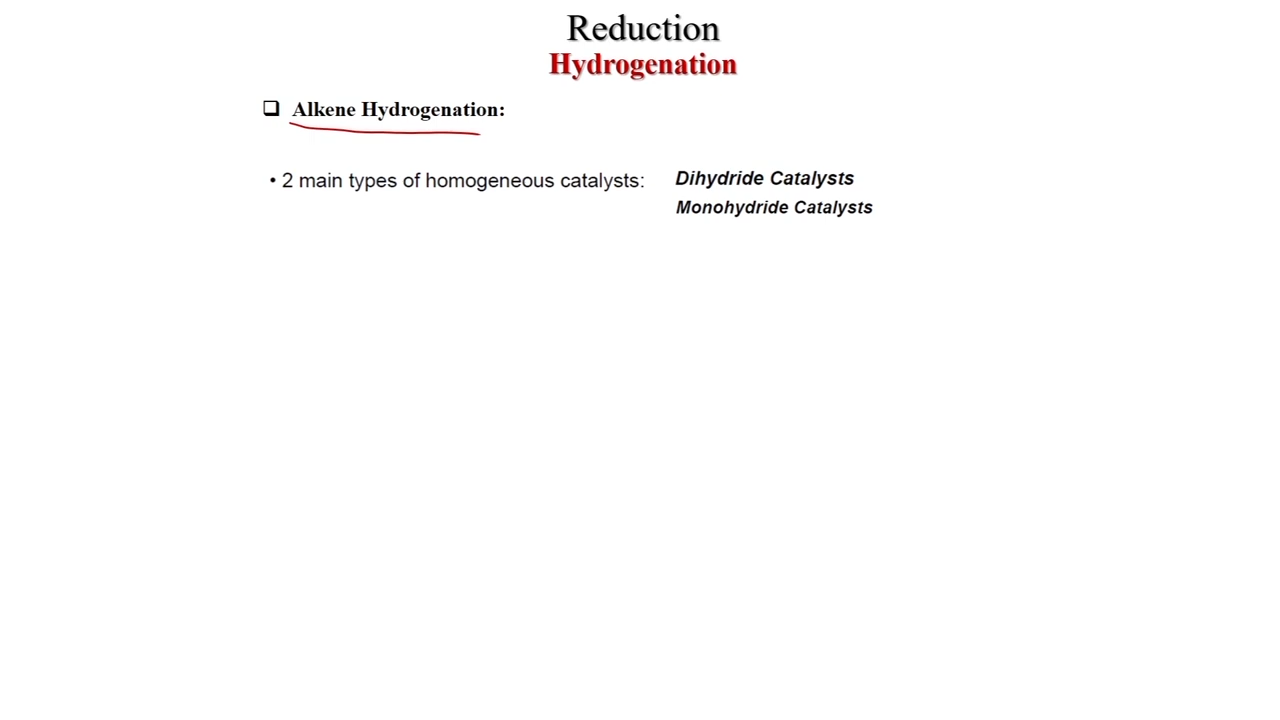 Reduction
Hydrogenation
❑ Alkene Hydrogenation:
• 2 main types of homogeneous catalysts: Dihydride Catalysts
Monohydride Catalysts